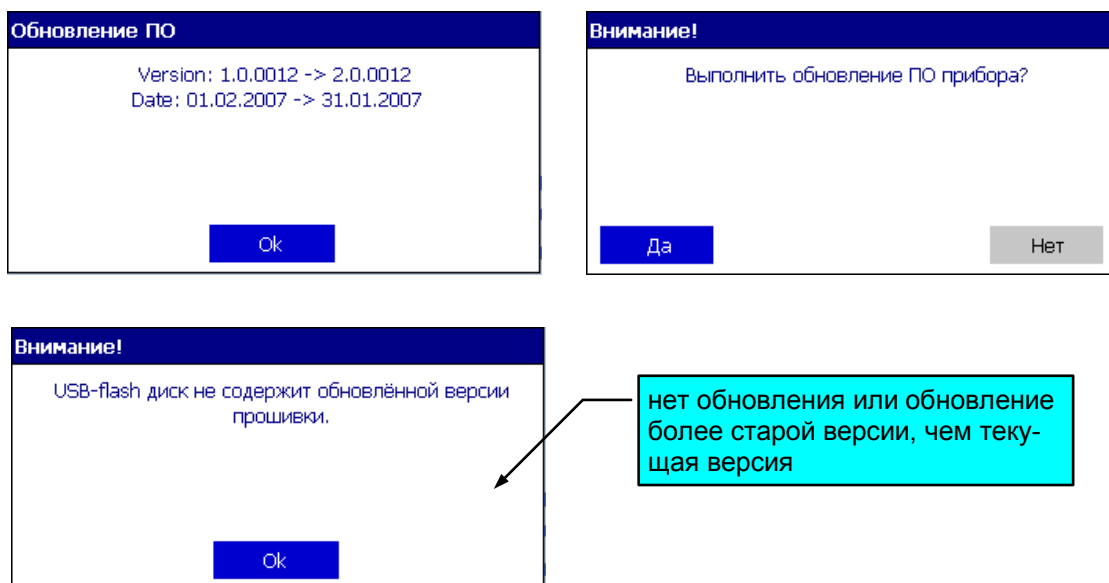 Обновление ПО
Version: 1.0.0012 -> 2.0.0012
Date: 01.02.2007 -> 31.01.2007
Ok
Внимание!
Выполнить обновление ПО прибора?
Да
Нет
Внимание!
USB-flash диск не содержит обновлённой версии
прошивки.
Ok
нет обновления или обновление
более старой версии, чем теку-
щая версия